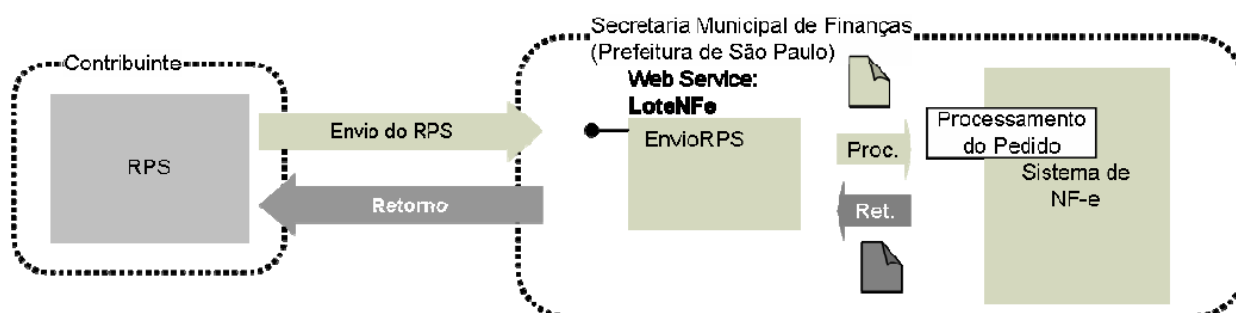 Secretaria Municipal de Finanças
(Prefeitura de São Paulo)
Contribuinte
Web Service:
LoteNFe
RPS
Envio do RPS
Retorno
EnvioRPS
Proc.
Ret.
Processamento
do Pedido
Sistema de
NF-e